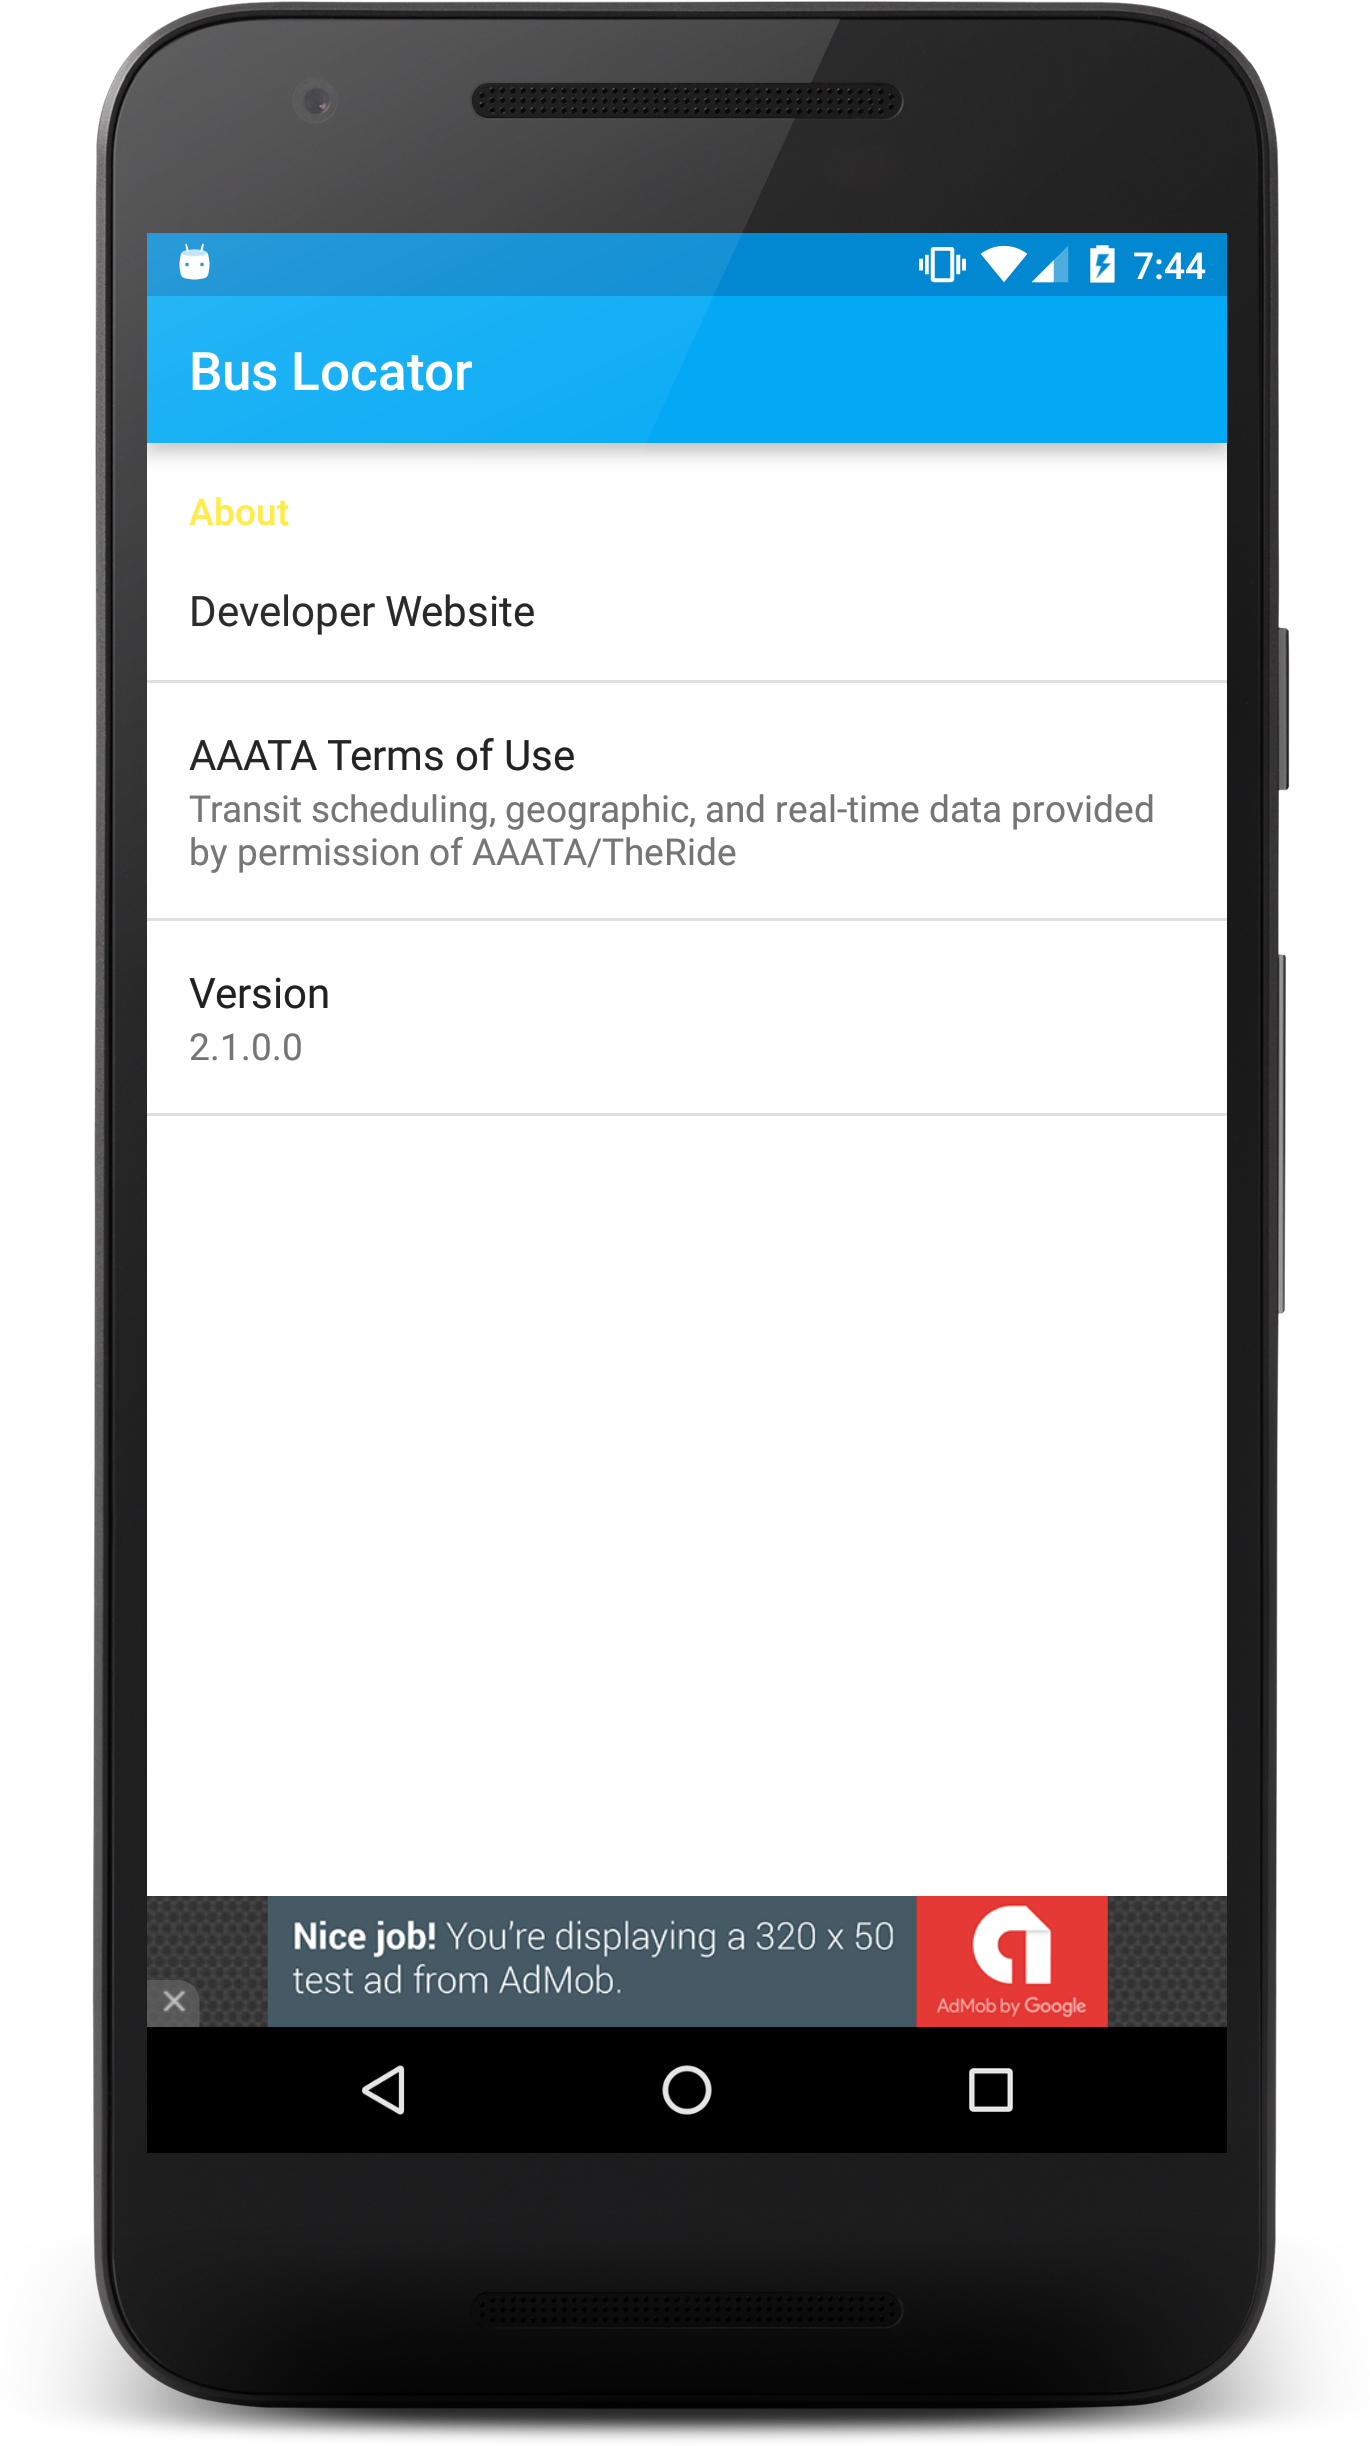 7:44
Bus Locator
About
Developer Website
AAATA Terms of Use
Transit scheduling, geographic, and real-time data provided
by permission of AAATA/TheRide
Version
2.1.0.0
Nice job! You’re displaying a 320 x 50
test ad from AdMob.
AdMob by Google